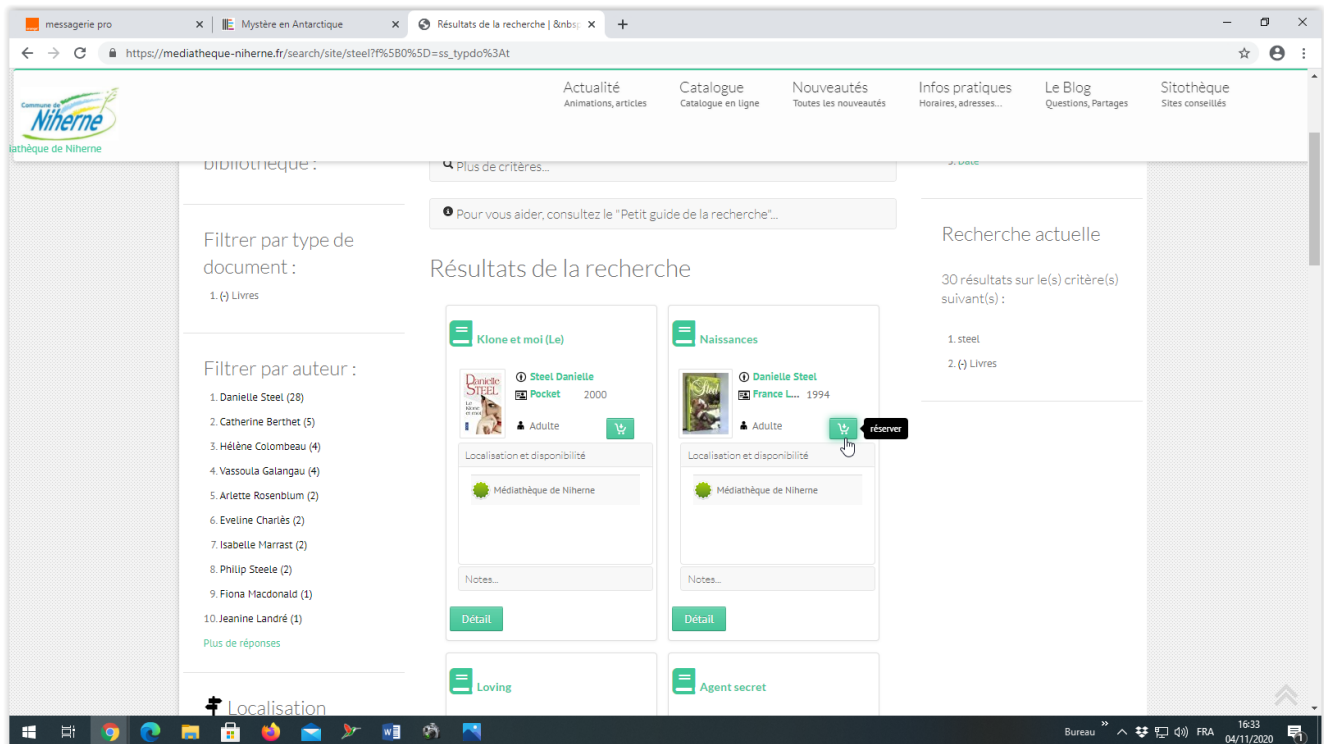 messagerie pro
Mystère en Antarctique
Résultats de la recherche | &nbsp
https://mediatheque-niherne.fr/search/site/steel?f%5B0%5D=ss_typdo%3At
Commune de
Niherne
iathèque de Niherne
Actualité
Animations, articles
Catalogue
Catalogue en ligne
Nouveautés
Toutes les nouveautés
Infos pratiques
Horaires, adresses...
Le Blog
Questions, Partages
Sitothèque
Sites conseillés
bibliothèque :
Filtrer par type de
document :
1. (-) Livres
Filtrer par auteur :
1. Danielle Steel (28)
2. Catherine Berthet (5)
3. Hélène Colombeau (4)
4. Vassoula Galangau (4)
5. Arlette Rosenblum (2)
6. Eveline Charlès (2)
7. Isabelle Marrast (2)
8. Philip Steele (2)
9. Fiona Macdonald (1)
10. Jeanine Landré (1)
Plus de réponses
Localisation
Plus de critères...
Pour vous aider, consultez le "Petit guide de la recherche"...
Résultats de la recherche
Klone et moi (Le)
Danielle
STEEL
Le
Klone
et moi
Steel Danielle
Pocket 2000
Adulte
Localisation et disponibilité
Médiathèque de Niherne
Notes...
Détail
Naissances
Steel
Danielle Steel
France L... 1994
Adulte
réserver
Localisation et disponibilité
Médiathèque de Niherne
Notes...
Détail
Loving
Agent secret
3. Date
Recherche actuelle
30 résultats sur le(s) critère(s)
suivant(s) :
1. steel
2. (-) Livres
Bureau
FRA
16:33
04/11/2020